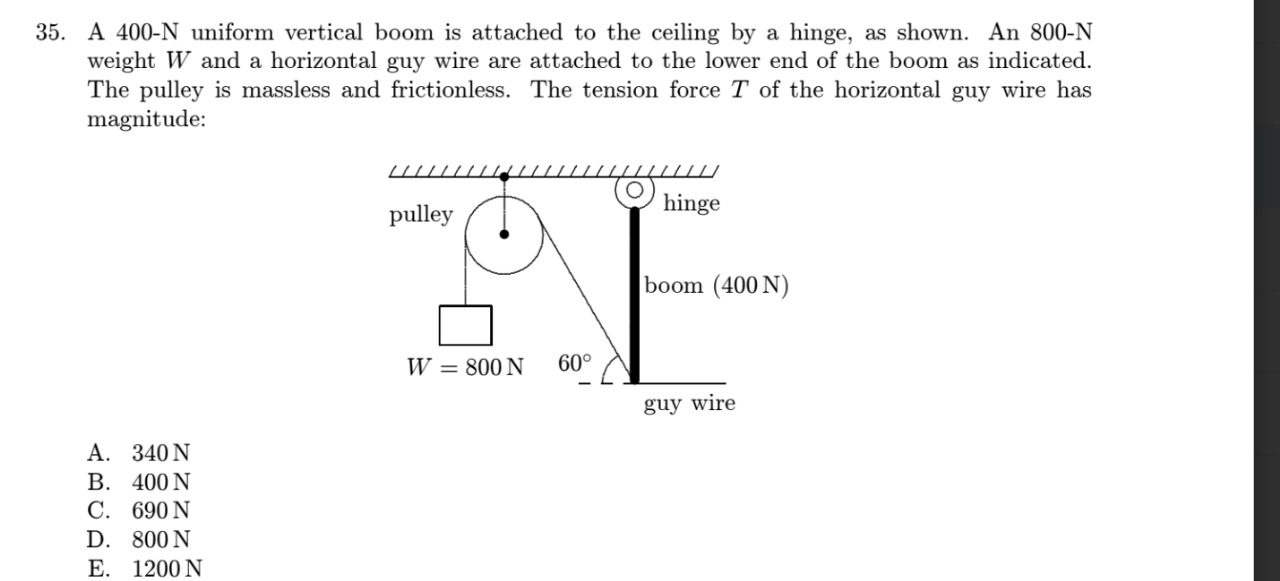 35. A 400-N uniform vertical boom is attached to the ceiling by a hinge, as shown. An 800-N
weight W and a horizontal guy wire are attached to the lower end of the boom as indicated.
The pulley is massless and frictionless. The tension force T of the horizontal guy wire has
magnitude:
pulley
hinge
boom (400 N)
W = 800 N
60°
guy wire
A. 340 N
B. 400 N
C. 690 N
D. 800 N
E. 1200 N